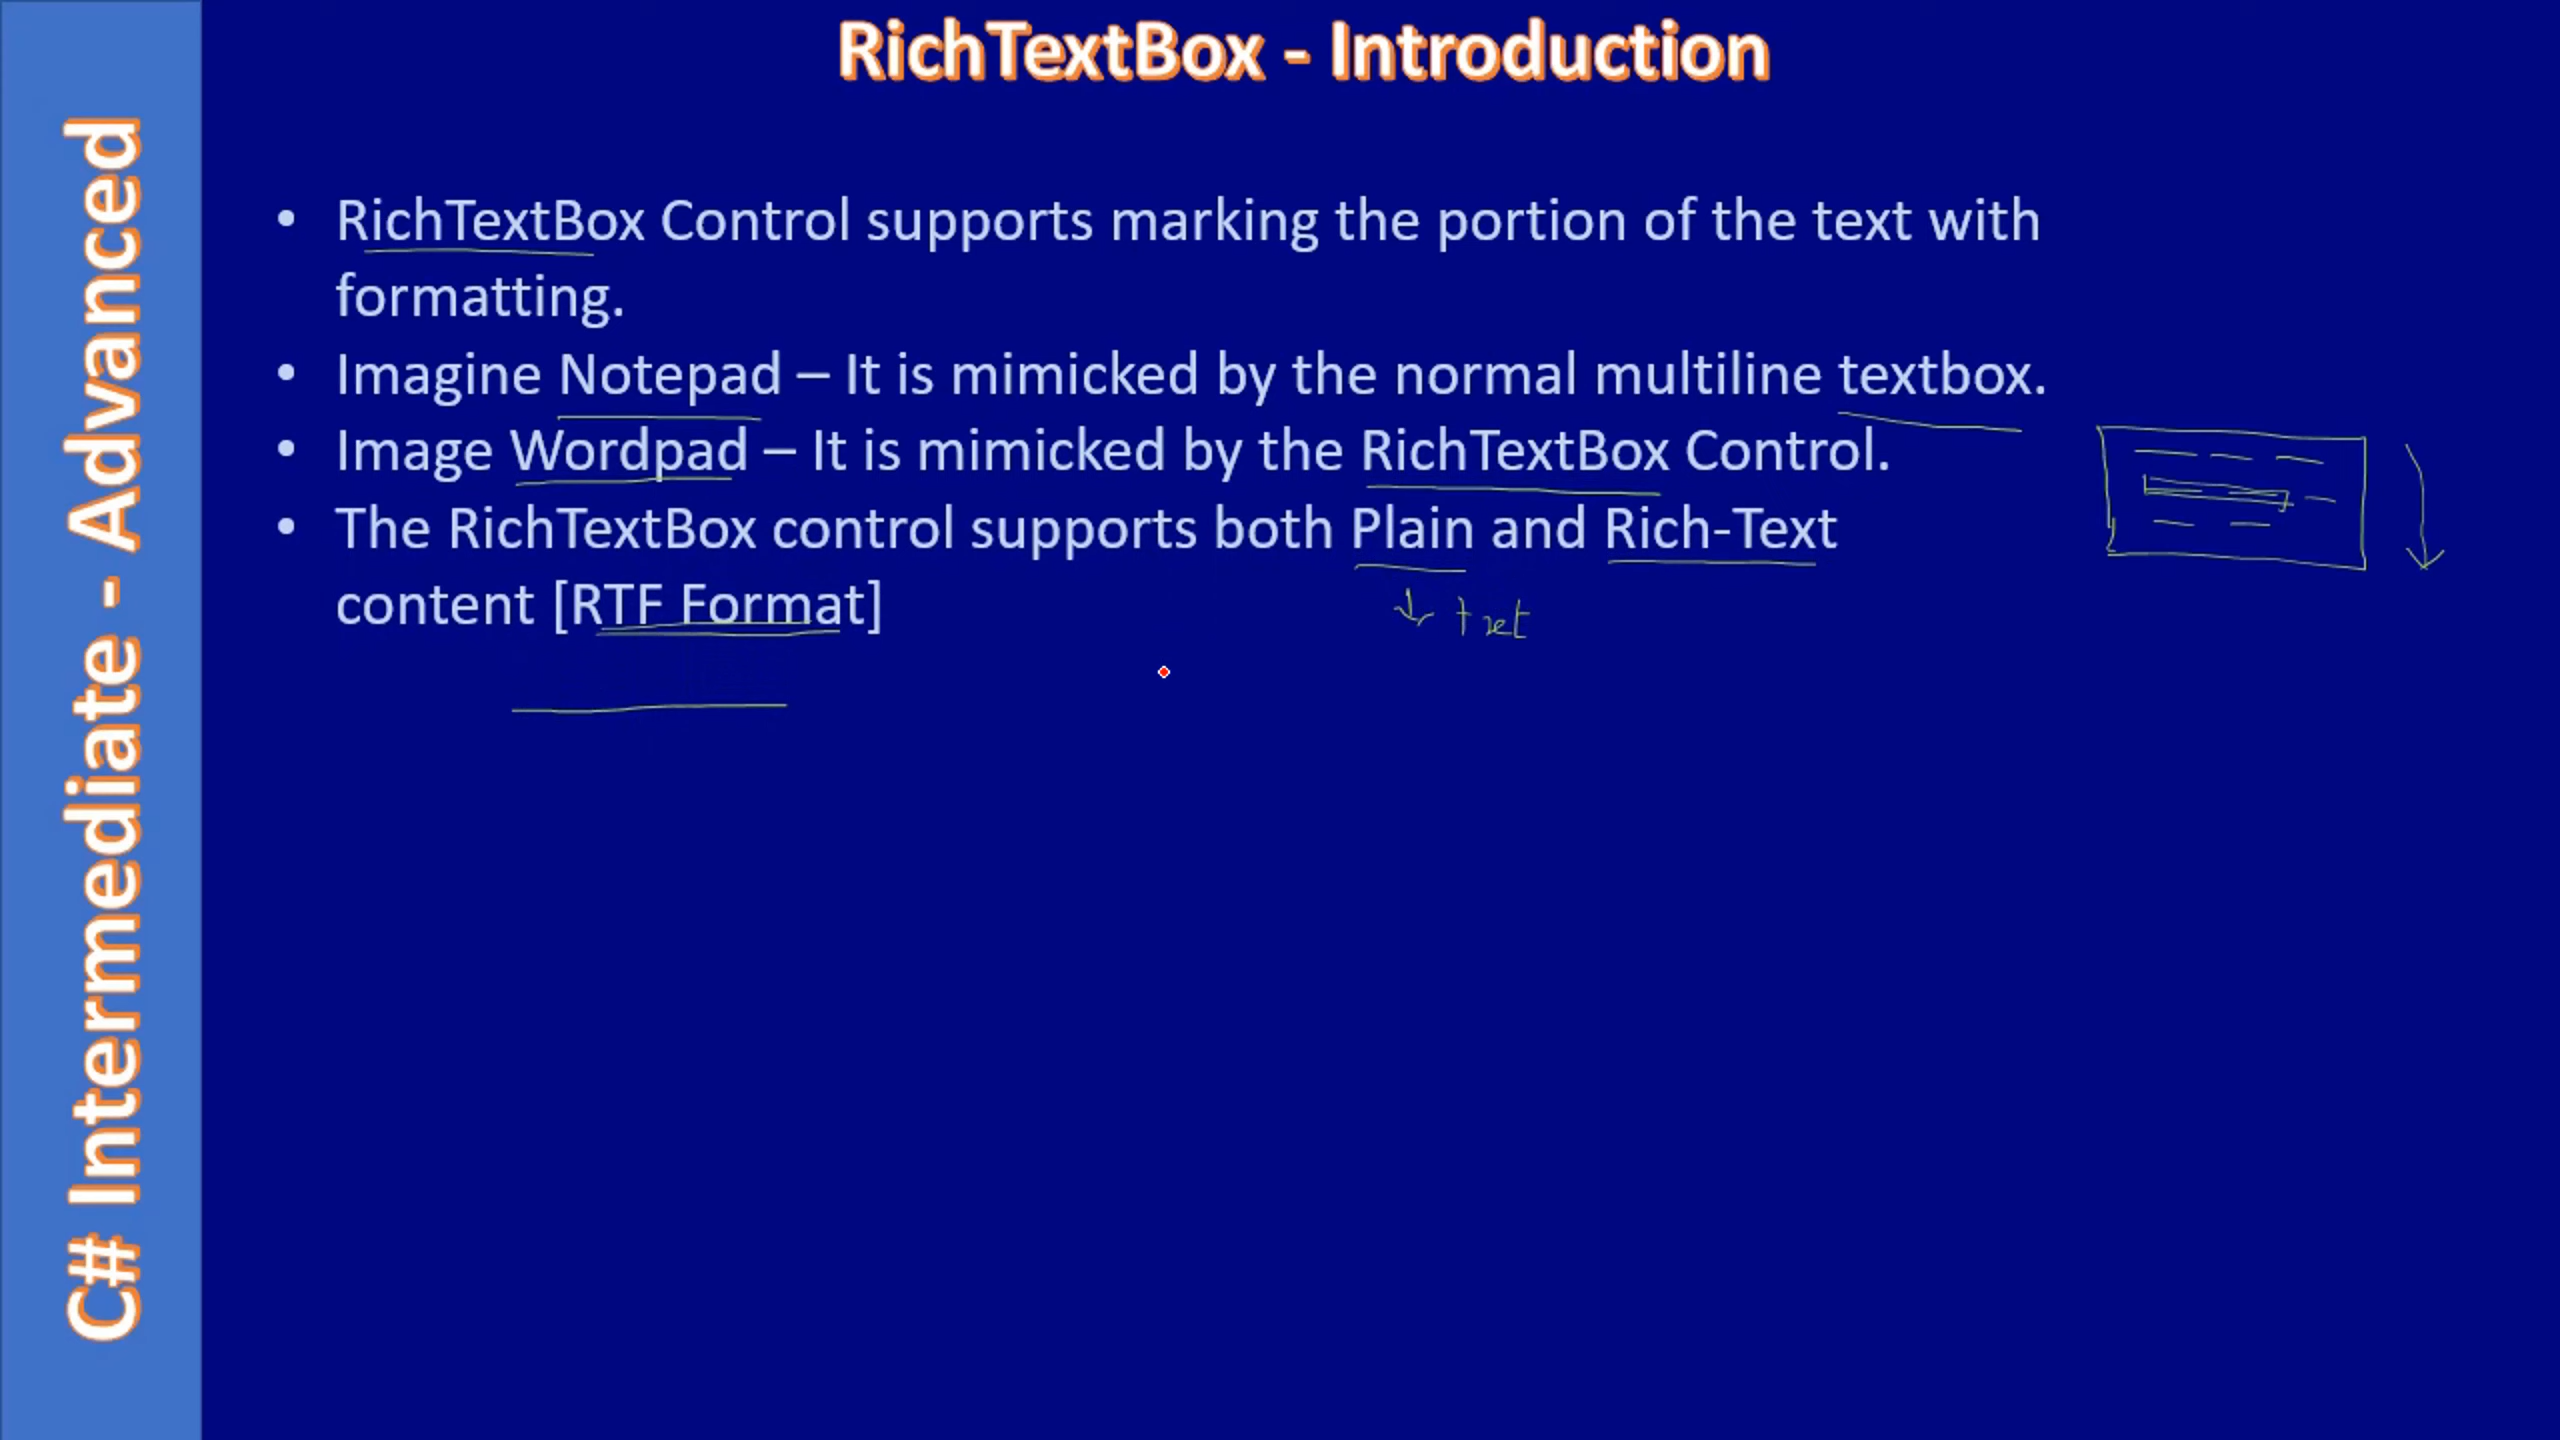 RichTextBox - Introduction
C# Intermediate - Advanced
• RichTextBox Control supports marking the portion of the text with
formatting.
• Imagine Notepad – It is mimicked by the normal multiline textbox.
• Image Wordpad – It is mimicked by the RichTextBox Control.
• The RichTextBox control supports both Plain and Rich-Text
content [RTF Format]